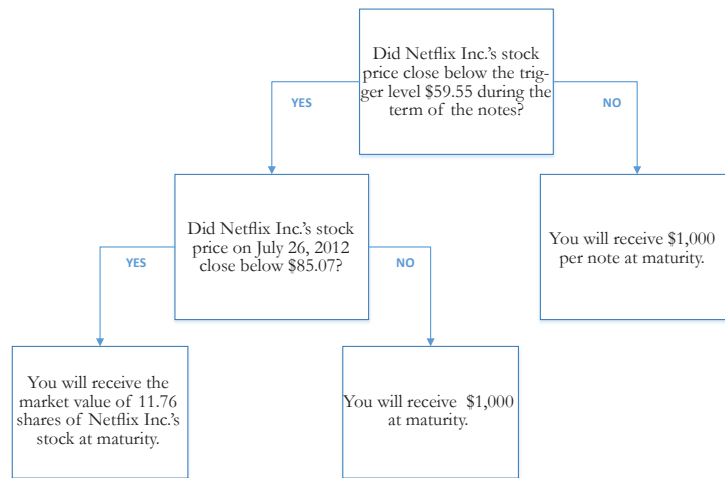 Did Netflix Inc.'s stock
price close below the trig-
ger level $59.55 during the
term of the notes?
YES
NO
Did Netflix Inc.'s stock
price on July 26, 2012
close below $85.07?
You will receive $1,000
per note at maturity.
YES
NO
You will receive the
market value of 11.76
shares of Netflix Inc.'s
stock at maturity.
You will receive  $1,000
at maturity.